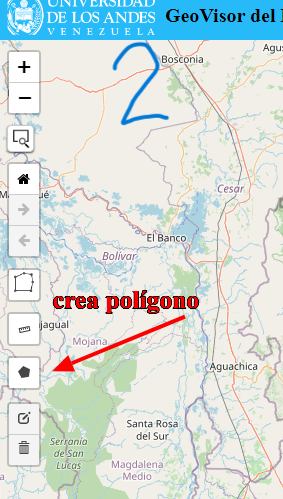 UNIVERSIDAD
DE LOS ANDES
VENEZUELA
GeoVisor del
2
+
−
Bosconia
Cesar
El Banco
Bolívar
crea polígono
jagual
Mojana
Aguachica
Santa Rosa
del Sur
Serranía
de San
Lucas
Magdalena
Medio